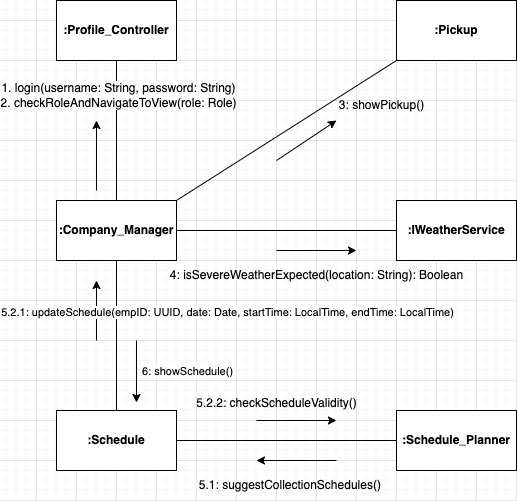 :Profile_Controller
:Pickup
1. login(username: String, password: String)
2. checkRoleAndNavigateToView(role: Role)
3: showPickup()
:Company_Manager
:IWeatherService
4: isSevereWeatherExpected(location: String): Boolean
5.2.1: updateSchedule(empID: UUID, date: Date, startTime: LocalTime, endTime: LocalTime)
6: showSchedule()
5.2.2: checkScheduleValidity()
:Schedule
:Schedule_Planner
5.1: suggestCollectionSchedules()